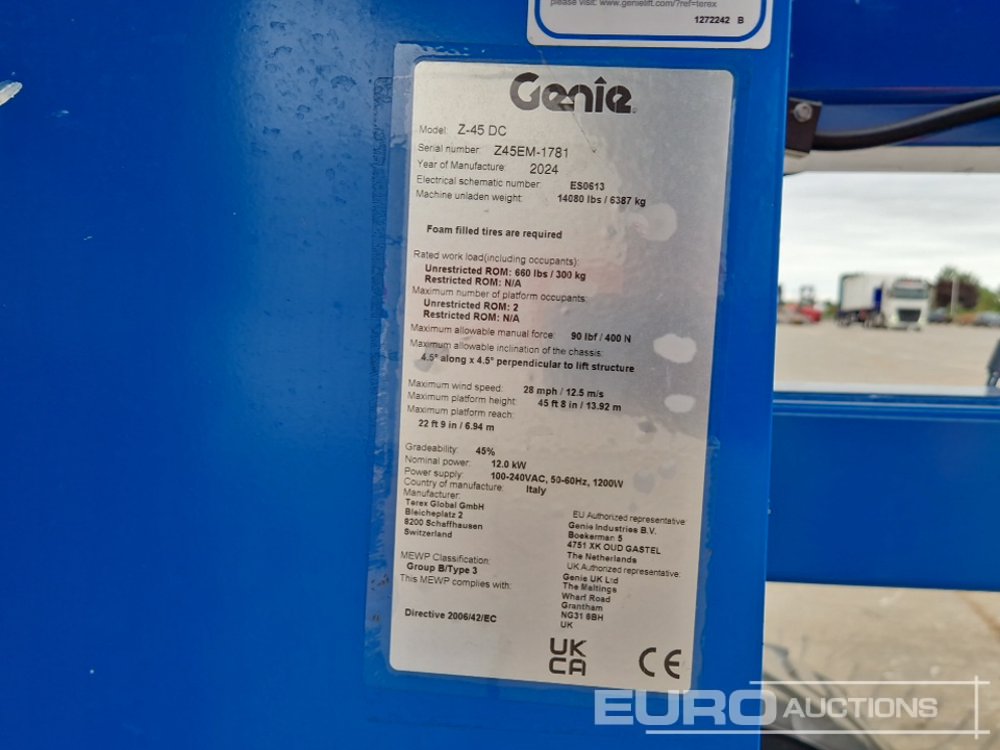 please visit: www.genielift.com/?ref=terex
1272242 B
Genie
Model: Z-45 DC
Serial number: Z45EM-1781
Year of Manufacture: 2024
Electrical schematic number: ES0613
Machine unladen weight: 14080 lbs / 6387 kg
Foam filled tires are required
Rated work load(including occupants):
Unrestricted ROM: 660 lbs / 300 kg
Restricted ROM: N/A
Maximum number of platform occupants:
Unrestricted ROM: 2
Restricted ROM: N/A
Maximum allowable manual force: 90 lbf / 400 N
Maximum allowable inclination of the chassis:
4.5° along x 4.5° perpendicular to lift structure
Maximum wind speed: 28 mph / 12.5 m/s
Maximum platform height: 45 ft 8 in / 13.92 m
Maximum platform reach:
22 ft 9 in / 6.94 m
Gradeability: 45%
Nominal power: 12.0 kW
Power supply: 100-240VAC, 50-60Hz, 1200W
Country of manufacture: Italy
Manufacturer:
Terex Global GmbH
Bleicheplatz 2
8200 Schaffhausen
Switzerland
MEWP Classification:
Group B/Type 3
This MEWP complies with:
Directive 2006/42/EC
EU Authorized representative:
Genie Industries B.V.
Boekerman 5
4751 XK OUD GASTEL
The Netherlands
UK Authorized representative:
Genie UK Ltd
The Maltings
Wharf Road
Grantham
NG31 6BH
UK
UK
CA
CE
EURO AUCTIONS